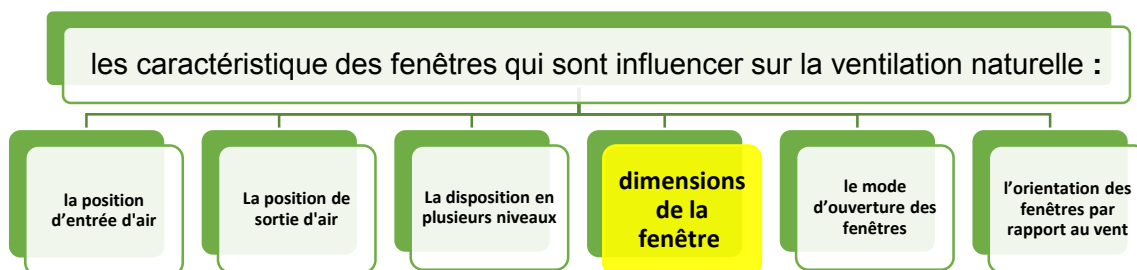 les caractéristique des fenêtres qui sont influencer sur la ventilation naturelle :
la position
d'entrée d'air
La position de
sortie d'air
La disposition en
plusieurs niveaux
dimensions
de la
fenêtre
le mode
d'ouverture des
fenêtres
l'orientation des
fenêtres par
rapport au vent